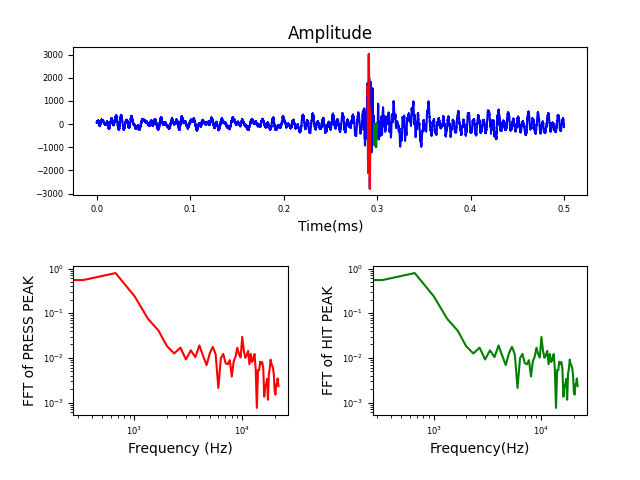 Amplitude
3000
2000
1000
0
−1000
−2000
−3000
0.0 0.1 0.2 0.3 0.4 0.5
Time(ms)
FFT of PRESS PEAK
10⁰
10⁻¹
10⁻²
10⁻³
10³ 10⁴
Frequency (Hz)
FFT of HIT PEAK
10⁰
10⁻¹
10⁻²
10⁻³
10³ 10⁴
Frequency(Hz)